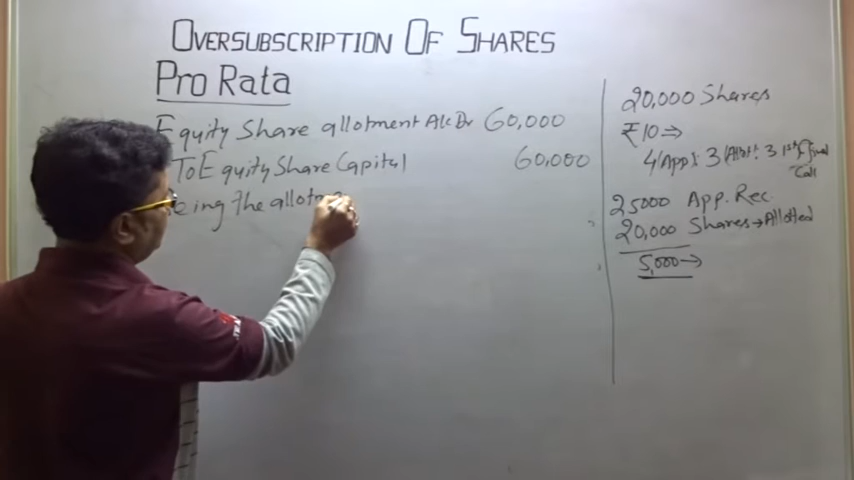 OVERSUBSCRIPTION OF SHARES
Pro Rata
Equity Share allotment A/c Dr 60,000
To Equity Share Capital 60,000
Being The allotme
20,000 Shares
₹10⇒
4(App): 3(Allot: 3 1st & Final
Call
25000 App. Rec.
20,000 Shares→Allotted
5,000→